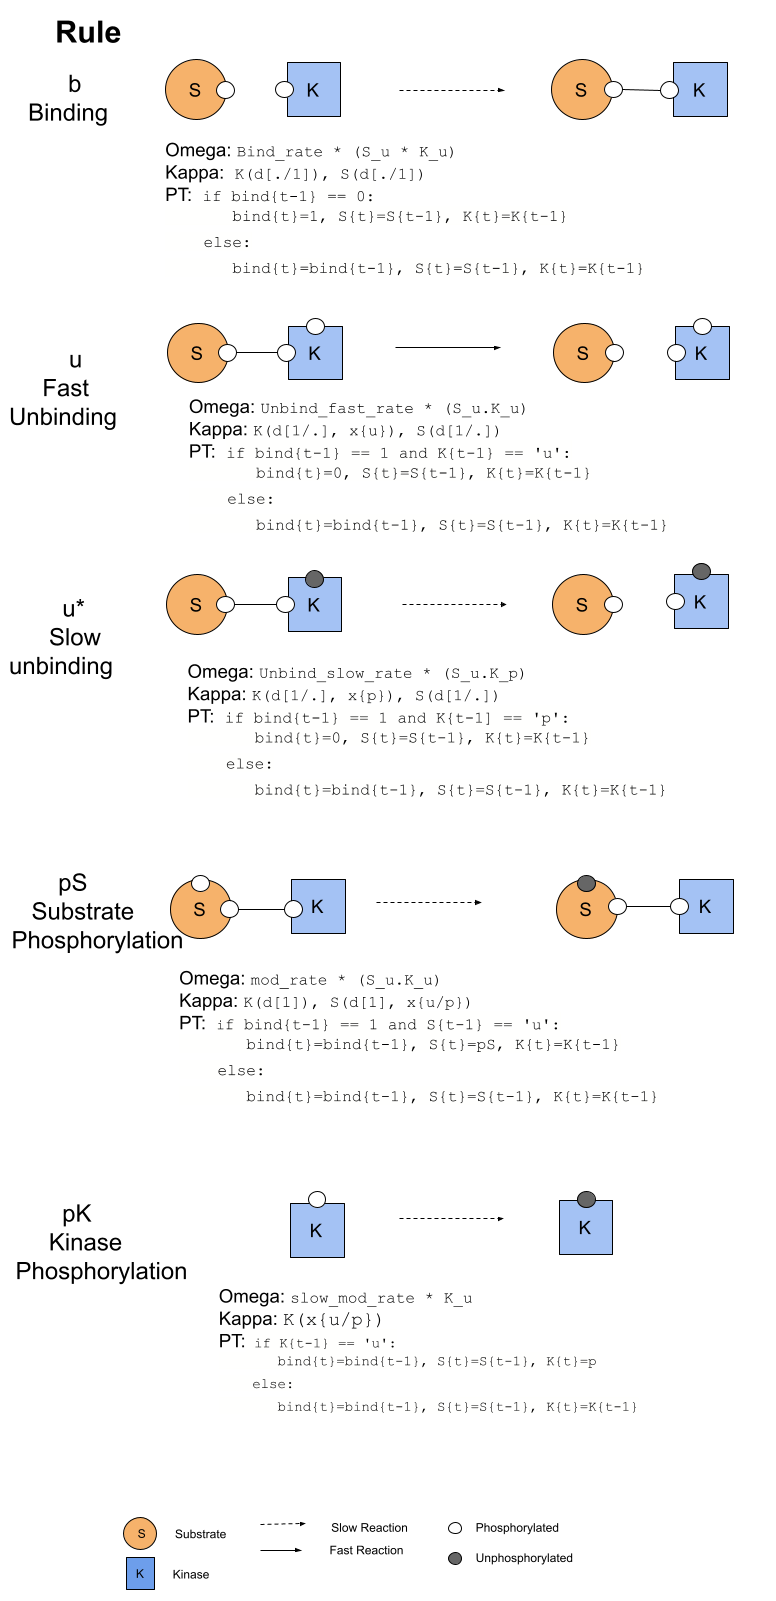 Rule
b
Binding
S K S K
Omega: Bind_rate * (S_u * K_u)
Kappa: K(d[./1]), S(d[./1])
PT: if bind{t-1} == 0:
bind{t}=1, S{t}=S{t-1}, K{t}=K{t-1}
else:
bind{t}=bind{t-1}, S{t}=S{t-1}, K{t}=K{t-1}
u
Fast
Unbinding
S K S K
Omega: Unbind_fast_rate * (S_u.K_u)
Kappa: K(d[1/.], x{u}), S(d[1/.])
PT: if bind{t-1} == 1 and K{t-1} == 'u':
bind{t}=0, S{t}=S{t-1}, K{t}=K{t-1}
else:
bind{t}=bind{t-1}, S{t}=S{t-1}, K{t}=K{t-1}
u*
Slow
unbinding
S K S K
Omega: Unbind_slow_rate * (S_u.K_p)
Kappa: K(d[1/.], x{p}), S(d[1/.])
PT: if bind{t-1} == 1 and K{t-1] == 'p':
bind{t}=0, S{t}=S{t-1}, K{t}=K{t-1}
else:
bind{t}=bind{t-1}, S{t}=S{t-1}, K{t}=K{t-1}
pS
Substrate
Phosphorylation
S K S K
Omega: mod_rate * (S_u.K_u)
Kappa: K(d[1]), S(d[1], x{u/p})
PT: if bind{t-1} == 1 and S{t-1} == 'u':
bind{t}=bind{t-1}, S{t}=pS, K{t}=K{t-1}
else:
bind{t}=bind{t-1}, S{t}=S{t-1}, K{t}=K{t-1}
pK
Kinase
Phosphorylation
K K
Omega: slow_mod_rate * K_u
Kappa: K(x{u/p})
PT: if K{t-1} == 'u':
bind{t}=bind{t-1}, S{t}=S{t-1}, K{t}=p
else:
bind{t}=bind{t-1}, S{t}=S{t-1}, K{t}=K{t-1}
S Substrate Slow Reaction Phosphorylated
Fast Reaction Unphosphorylated
K Kinase